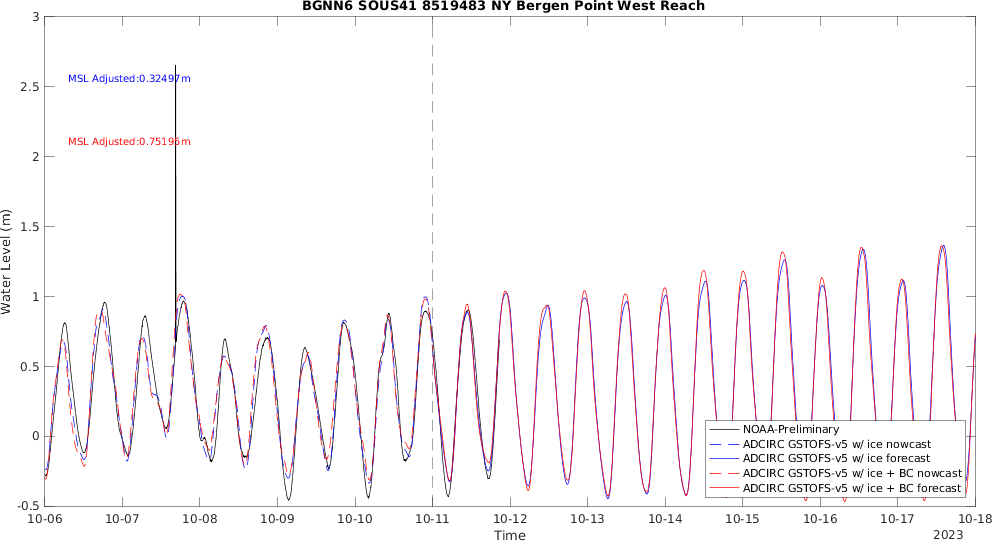 BGNN6 SOUS41 8519483 NY Bergen Point West Reach
3
2.5
2
1.5
1
0.5
0
-0.5
Water Level (m)
MSL Adjusted:0.32497m
MSL Adjusted:0.75195m
NOAA-Preliminary
ADCIRC GSTOFS-v5 w/ ice nowcast
ADCIRC GSTOFS-v5 w/ ice forecast
ADCIRC GSTOFS-v5 w/ ice + BC nowcast
ADCIRC GSTOFS-v5 w/ ice + BC forecast
10-06 10-07 10-08 10-09 10-10 10-11 10-12 10-13 10-14 10-15 10-16 10-17 10-18
Time
2023